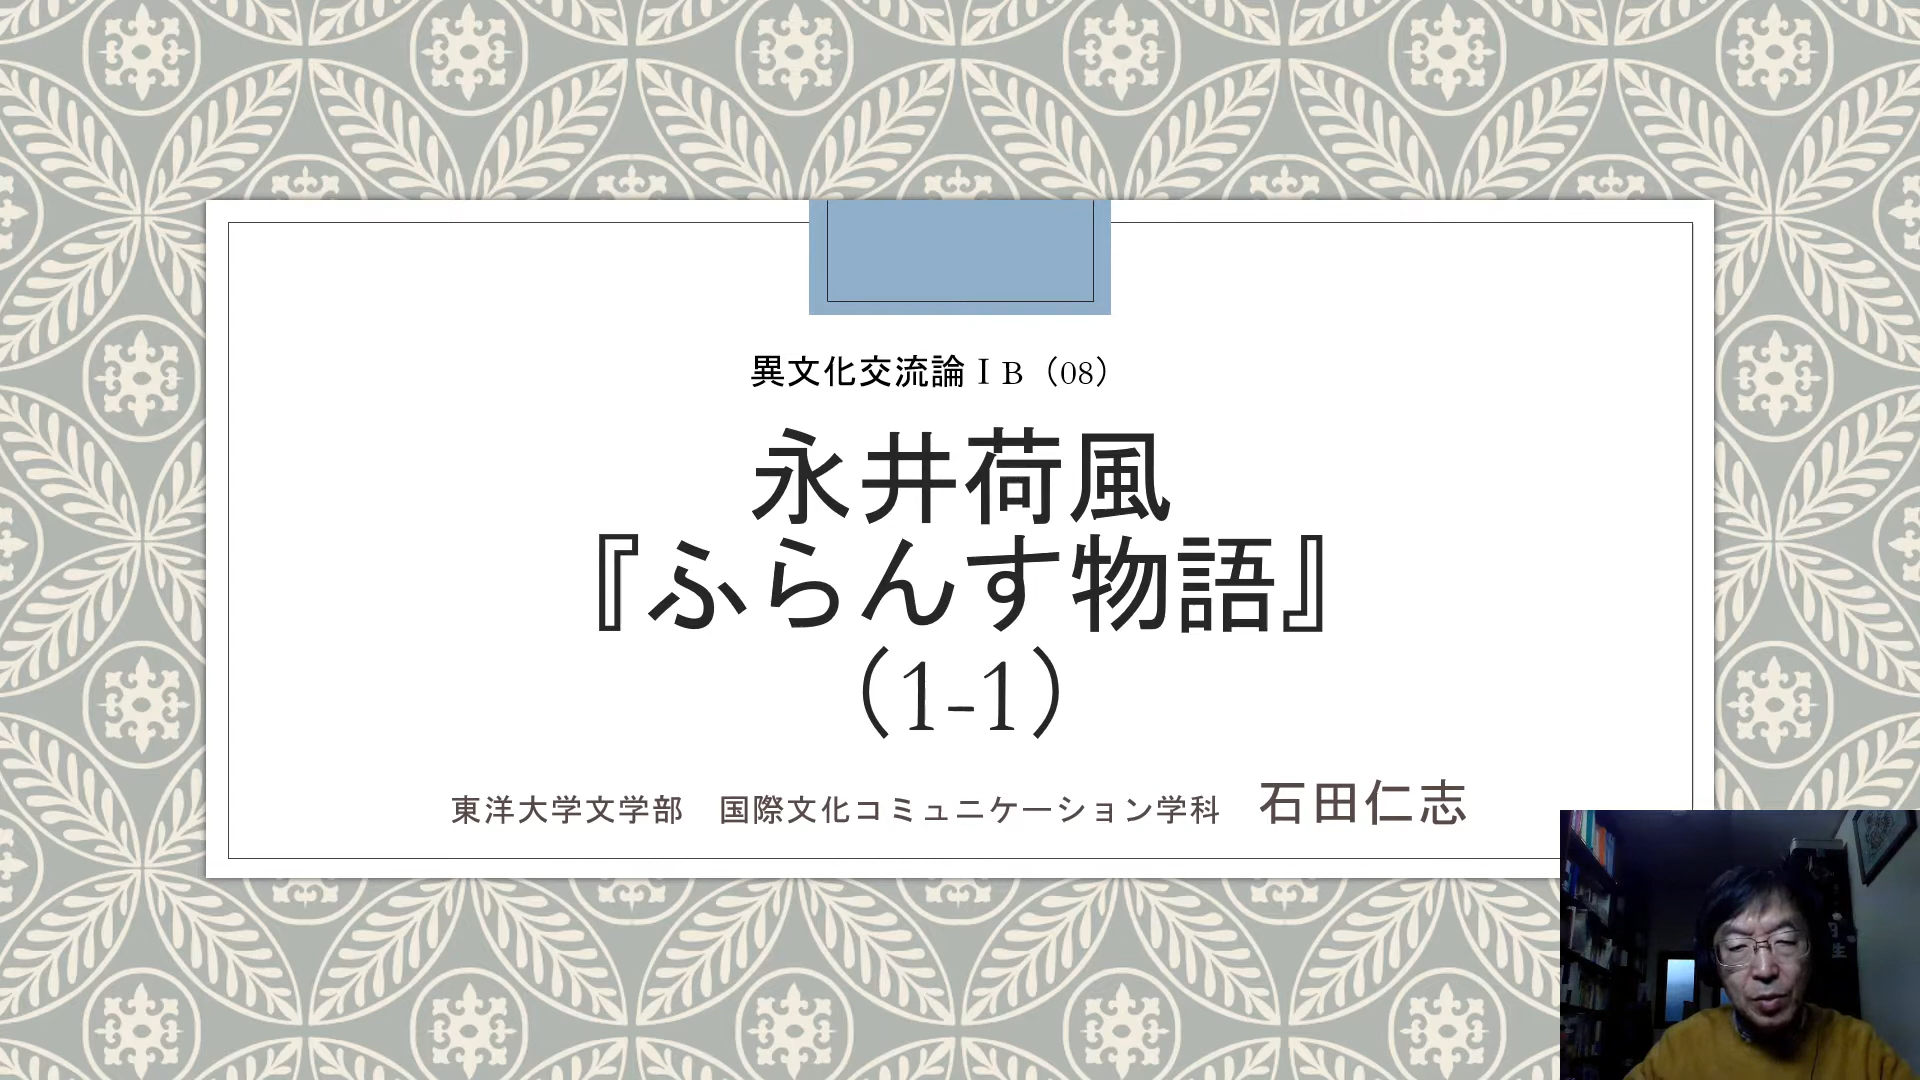 異文化交流論ⅠB（08）
永井荷風
『ふらんす物語』
（1-1）
東洋大学文学部　国際文化コミュニケーション学科　石田仁志